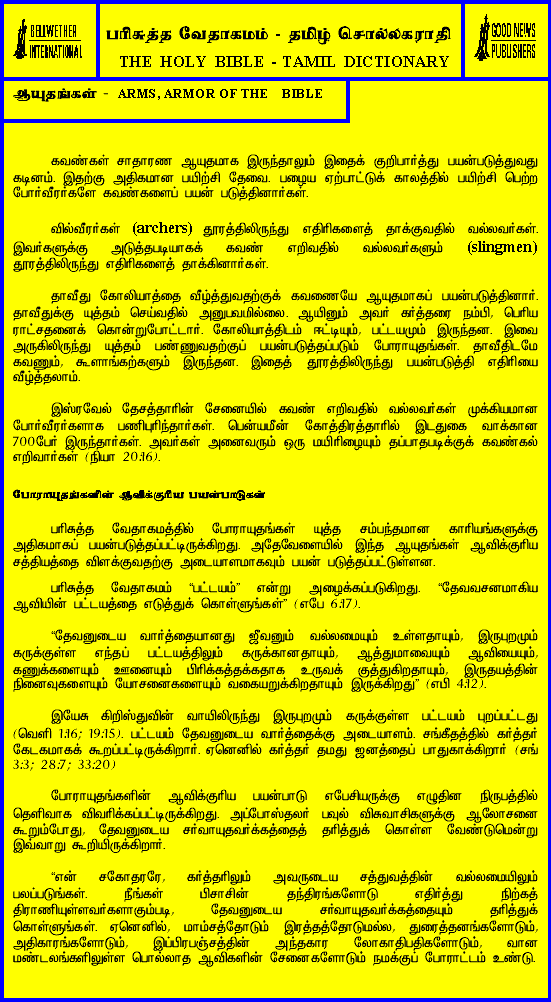 BELLWETHER
INTERNATIONAL
பரிசுத்த வேதாகமம் - தமிழ் சொல்லகராதி
THE HOLY BIBLE - TAMIL DICTIONARY
GOOD NEWS
PUBLISHERS
ஆயுதங்கள் - ARMS, ARMOR OF THE BIBLE
கவண்கள் சாதாரண ஆயுதமாக இருந்தாலும் இதைக் குறிபார்த்து பயன்படுத்துவது
கடினம். இதற்கு அதிகமான பயிற்சி தேவை. பழைய ஏற்பாட்டுக் காலத்தில் பயிற்சி பெற்ற
போர்வீரர்களே கவண்களைப் பயன் படுத்தினார்கள்.
வில்வீரர்கள் (archers) தூரத்திலிருந்து எதிரிகளைத் தாக்குவதில் வல்லவர்கள்.
இவர்களுக்கு அடுத்தபடியாகக் கவண் எறிவதில் வல்லவர்களும் (slingmen)
தூரத்திலிருந்து எதிரிகளைத் தாக்கினார்கள்.
தாவீது கோலியாத்தை வீழ்த்துவதற்குக் கவணையே ஆயுதமாகப் பயன்படுத்தினார்.
தாவீதுக்கு யுத்தம் செய்வதில் அனுபவமில்லை. ஆயினும் அவர் கர்த்தரை நம்பி, பெரிய
ராட்சதனைக் கொன்றுபோட்டார். கோலியாத்திடம் ஈட்டியும், பட்டயமும் இருந்தன. இவை
அருகிலிருந்து யுத்தம் பண்ணுவதற்குப் பயன்படுத்தப்படும் போராயுதங்கள். தாவீதிடமே
கவணும், கூளாங்கற்களும் இருந்தன. இதைத் தூரத்திலிருந்து பயன்படுத்தி எதிரியை
வீழ்த்தலாம்.
இஸ்ரவேல் தேசத்தாரின் சேனையில் கவண் எறிவதில் வல்லவர்கள் முக்கியமான
போர்வீரர்களாக பணிபுரிந்தார்கள். பென்யமீன் கோத்திரத்தாரில் இடதுகை வாக்கான
700பேர் இருந்தார்கள். அவர்கள் அனைவரும் ஒரு மயிரிழையும் தப்பாதபடிக்குக் கவண்கல்
எறிவார்கள் (நியா 20:16).
போராயுதங்களின் ஆவிக்குரிய பயன்பாடுகள்
பரிசுத்த வேதாகமத்தில் போராயுதங்கள் யுத்த சம்பந்தமான காரியங்களுக்கு
அதிகமாகப் பயன்படுத்தப்பட்டிருக்கிறது. அதேவேளையில் இந்த ஆயுதங்கள் ஆவிக்குரிய
சத்தியத்தை விளக்குவதற்கு அடையாளமாகவும் பயன் படுத்தப்பட்டுள்ளன.
பரிசுத்த வேதாகமம் “பட்டயம்” என்று அழைக்கப்படுகிறது. “தேவவசனமாகிய
ஆவியின் பட்டயத்தை எடுத்துக் கொள்ளுங்கள்” (எபே 6:17).
“தேவனுடைய வார்த்தையானது ஜீவனும் வல்லமையும் உள்ளதாயும், இருபுறமும்
கருக்குள்ள எந்தப் பட்டயத்திலும் கருக்கானதாயும், ஆத்துமாவையும் ஆவியையும்,
கணுக்களையும் ஊனையும் பிரிக்கத்தக்கதாக உருவக் குத்துகிறதாயும், இருதயத்தின்
நினைவுகளையும் யோசனைகளையும் வகையறுக்கிறதாயும் இருக்கிறது” (எபி 4:12).
இயேசு கிறிஸ்துவின் வாயிலிருந்து இருபுறமும் கருக்குள்ள பட்டயம் புறப்பட்டது
(வெளி 1:16; 19:15). பட்டயம் தேவனுடைய வார்த்தைக்கு அடையாளம். சங்கீதத்தில் கர்த்தர்
கேடகமாகக் கூறப்பட்டிருக்கிறார். ஏனெனில் கர்த்தர் தமது ஜனத்தைப் பாதுகாக்கிறார் (சங்
3:3; 28:7; 33:20)
போராயுதங்களின் ஆவிக்குரிய பயன்பாடு எபேசியருக்கு எழுதின நிருபத்தில்
தெளிவாக விவரிக்கப்பட்டிருக்கிறது. அப்போஸ்தலர் பவுல் விசுவாசிகளுக்கு ஆலோசனை
கூறும்போது, தேவனுடைய சர்வாயுதவர்க்கத்தைத் தரித்துக் கொள்ள வேண்டுமென்று
இவ்வாறு கூறியிருக்கிறார்.
“என் சகோதரரே, கர்த்தரிலும் அவருடைய சத்துவத்தின் வல்லமையிலும்
பலப்படுங்கள். நீங்கள் பிசாசின் தந்திரங்களோடு எதிர்த்து நிற்கத்
திராணியுள்ளவர்களாகும்படி, தேவனுடைய சர்வாயுதவர்க்கத்தையும் தரித்துக்
கொள்ளுங்கள். ஏனெனில், மாம்சத்தோடும் இரத்தத்தோடுமல்ல, துரைத்தனங்களோடும்,
அதிகாரங்களோடும், இப்பிரபஞ்சத்தின் அந்தகார லோகாதிபதிகளோடும், வான
மண்டலங்களிலுள்ள பொல்லாத ஆவிகளின் சேனைகளோடும் நமக்குப் போராட்டம் உண்டு.